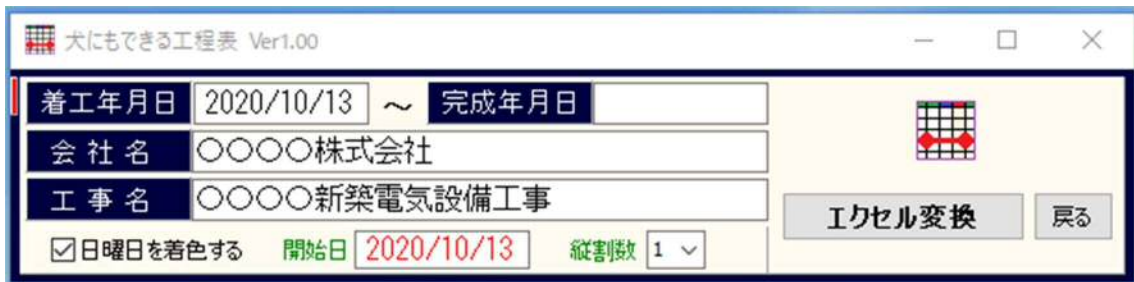 犬にもできる工程表 Ver1.00
着工年月日 2020/10/13 ～ 完成年月日
会社名 ○○○○株式会社
工事名 ○○○○新築電気設備工事
エクセル変換 戻る
日曜日を着色する 開始日 2020/10/13 縦割数 1